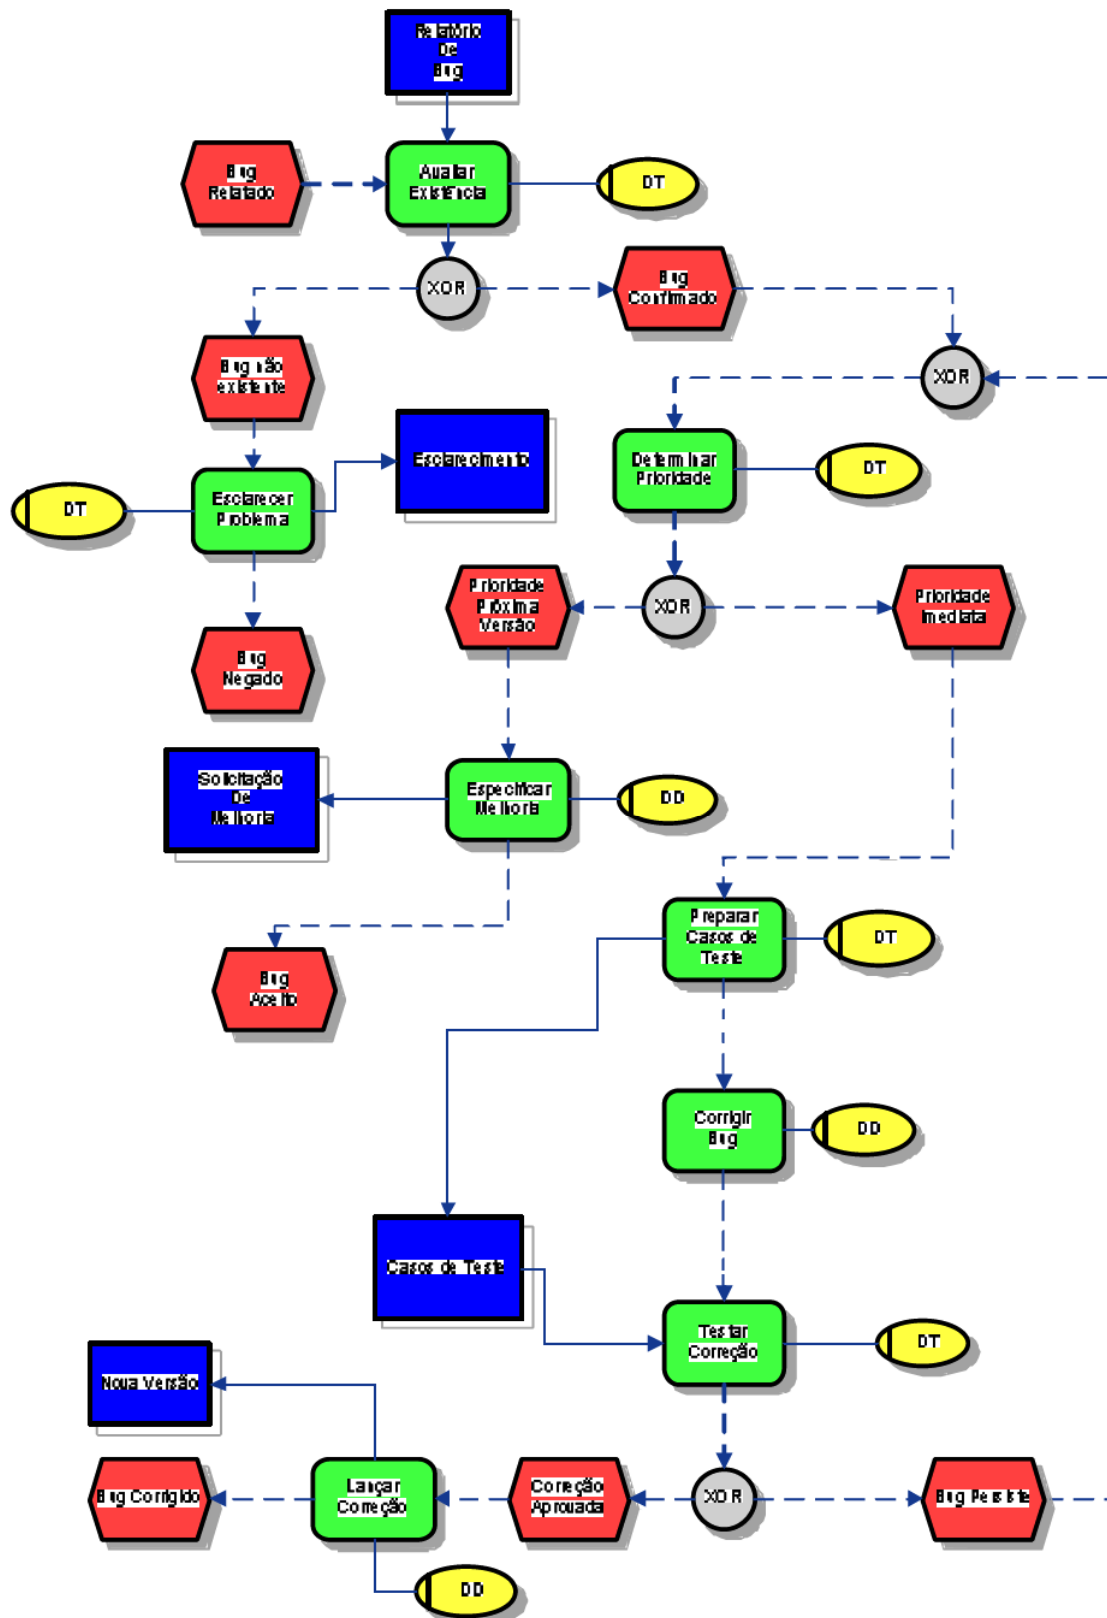 Relatório
De
Bug
Bug
Relatado
Avaliar
Existência
DT
XOR
Bug
Confirmado
Bug não
existente
XOR
Esclarecimento
Determinar
Prioridade
DT
DT
Esclarecer
Problema
Prioridade
Próxima
Versão
XOR
Prioridade
Imediata
Bug
Negado
Solicitação
De
Melhoria
Especificar
Melhoria
DD
Preparar
Casos de
Teste
DT
Bug
Aceito
Corrigir
Bug
DD
Casos de Teste
Testar
Correção
DT
Nova Versão
Bug Corrigido
Lançar
Correção
Correção
Aprovada
XOR
Bug Persiste
DD